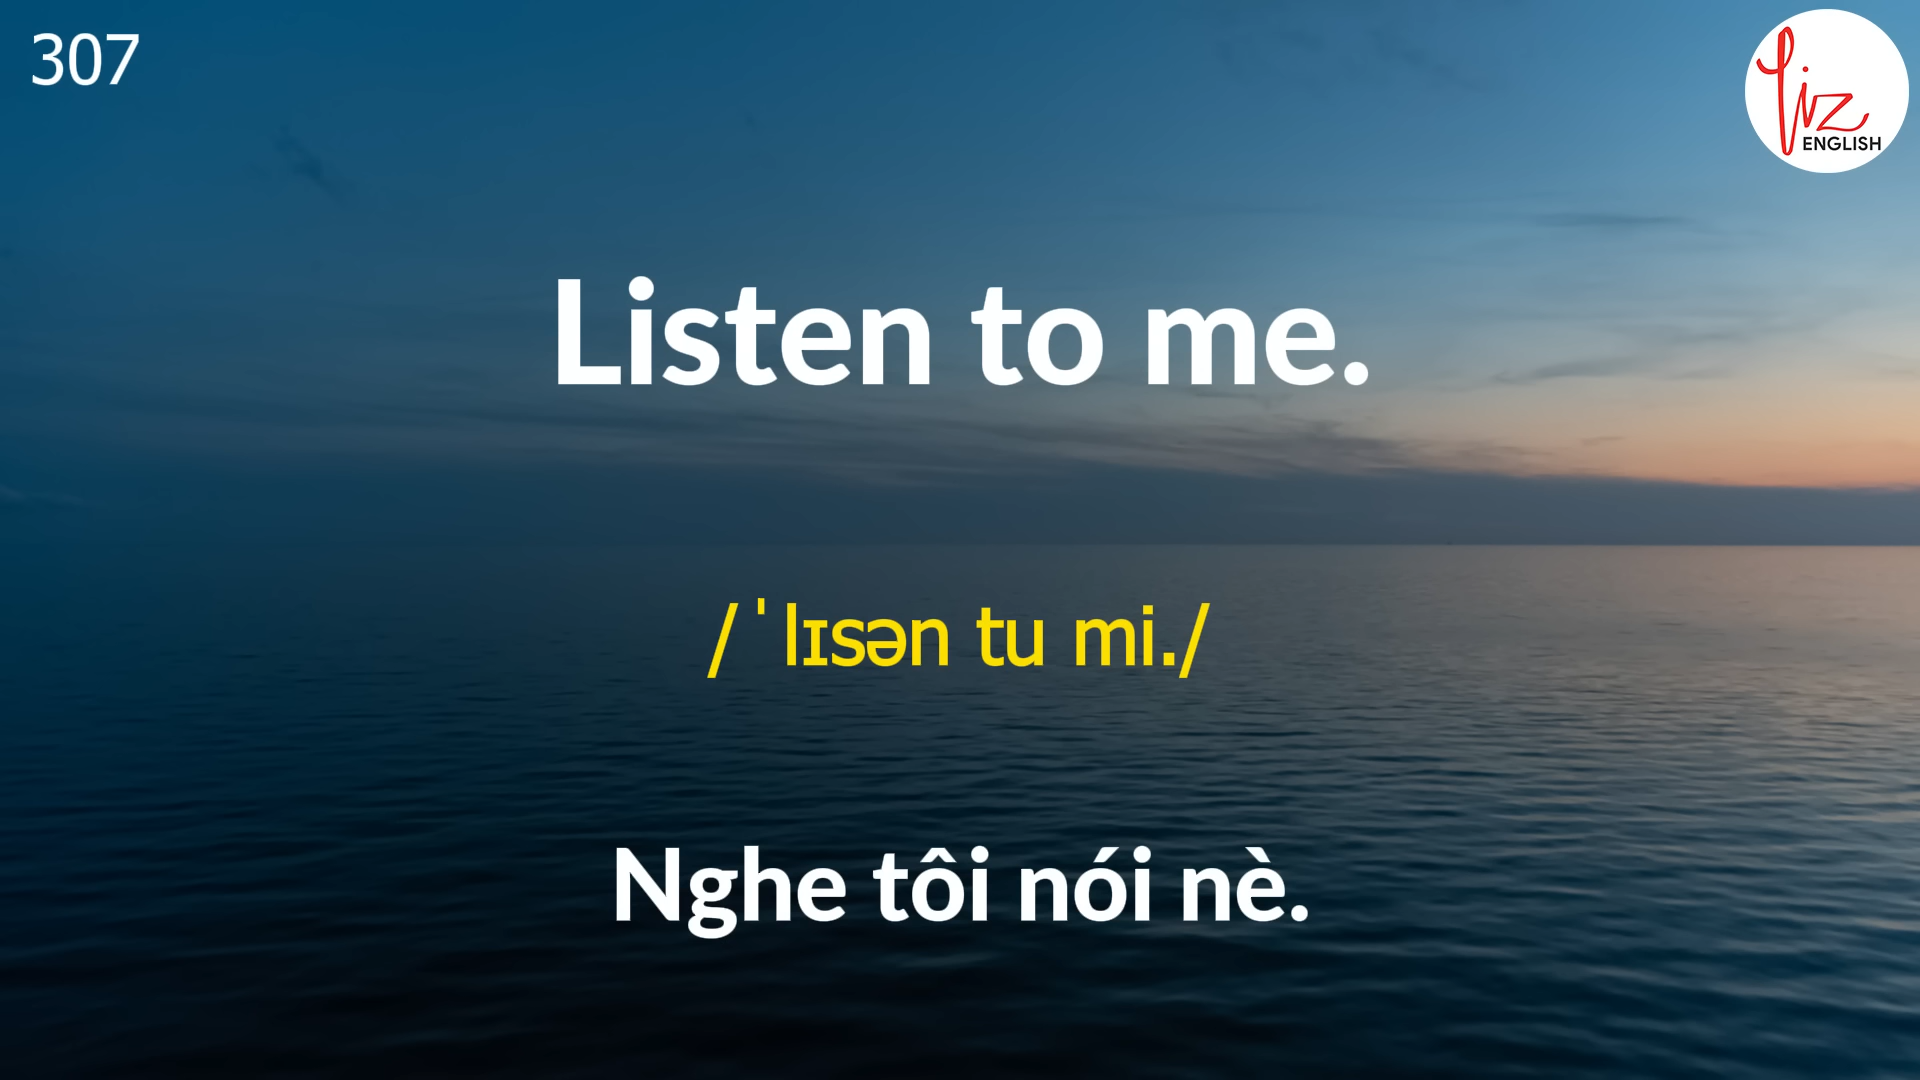 307
Liz
ENGLISH
Listen to me.
/ˈlɪsən tu mi./
Nghe tôi nói nè.